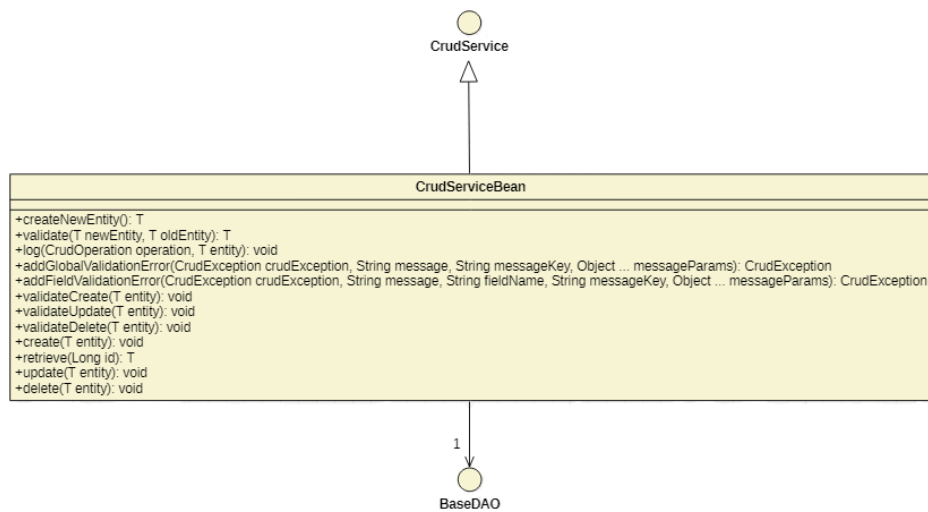 CrudService
CrudServiceBean
+createNewEntity(): T
+validate(T newEntity, T oldEntity): T
+log(CrudOperation operation, T entity): void
+addGlobalValidationError(CrudException crudException, String message, String messageKey, Object ... messageParams): CrudException
+addFieldValidationError(CrudException crudException, String message, String fieldName, String messageKey, Object ... messageParams): CrudException
+validateCreate(T entity): void
+validateUpdate(T entity): void
+validateDelete(T entity): void
+create(T entity): void
+retrieve(Long id): T
+update(T entity): void
+delete(T entity): void
1
BaseDAO